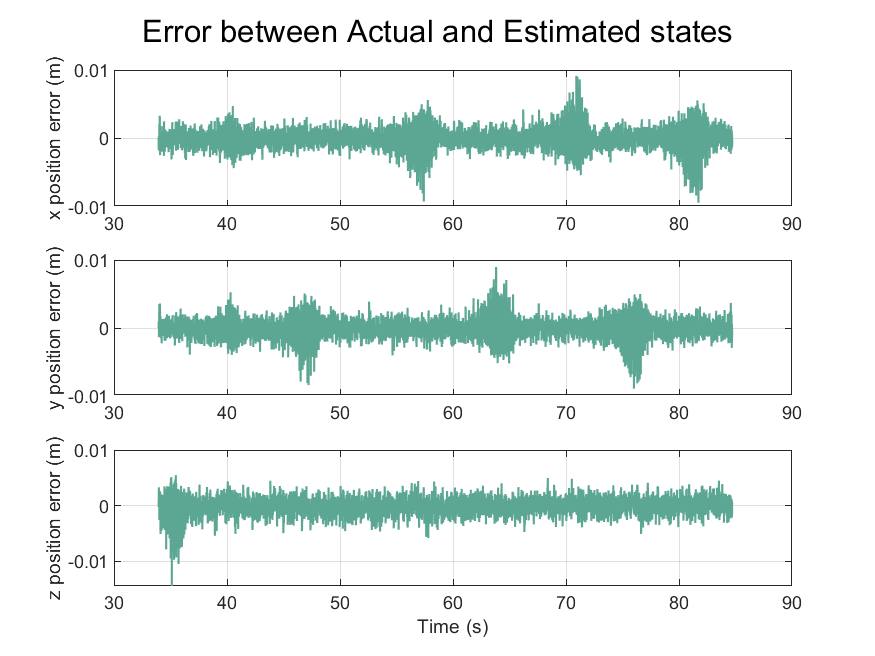 Error between Actual and Estimated states
x position error (m)
0.01
0
-0.01
30 40 50 60 70 80 90
y position error (m)
0.01
0
-0.01
30 40 50 60 70 80 90
z position error (m)
0.01
0
-0.01
30 40 50 60 70 80 90
Time (s)